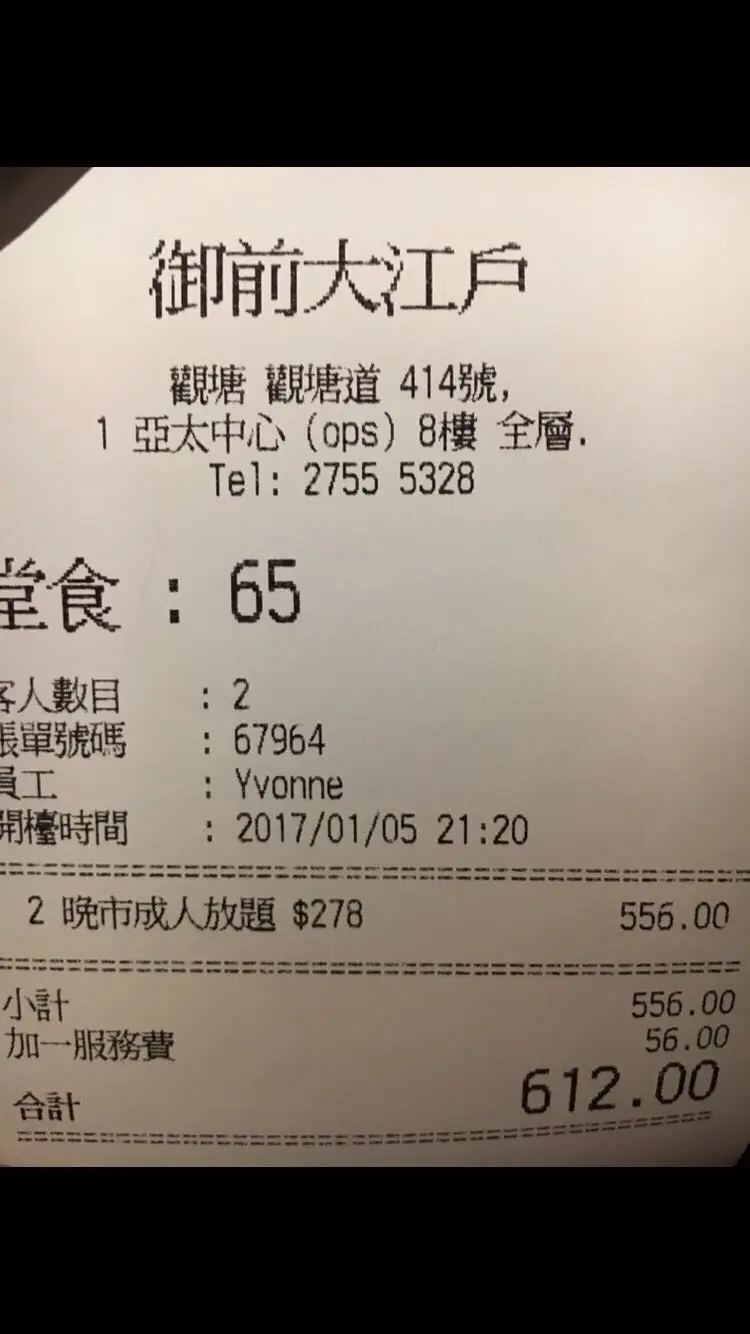 御前大江戶
觀塘 觀塘道 414號,
1 亞太中心 (ops) 8樓 全層.
Tel: 2755 5328
堂食 : 65
客人數目 : 2
賬單號碼 : 67964
員工 : Yvonne
開檯時間 : 2017/01/05 21:20
2 晚市成人放題 $278 556.00
小計 556.00
加一服務費 56.00
合計 612.00